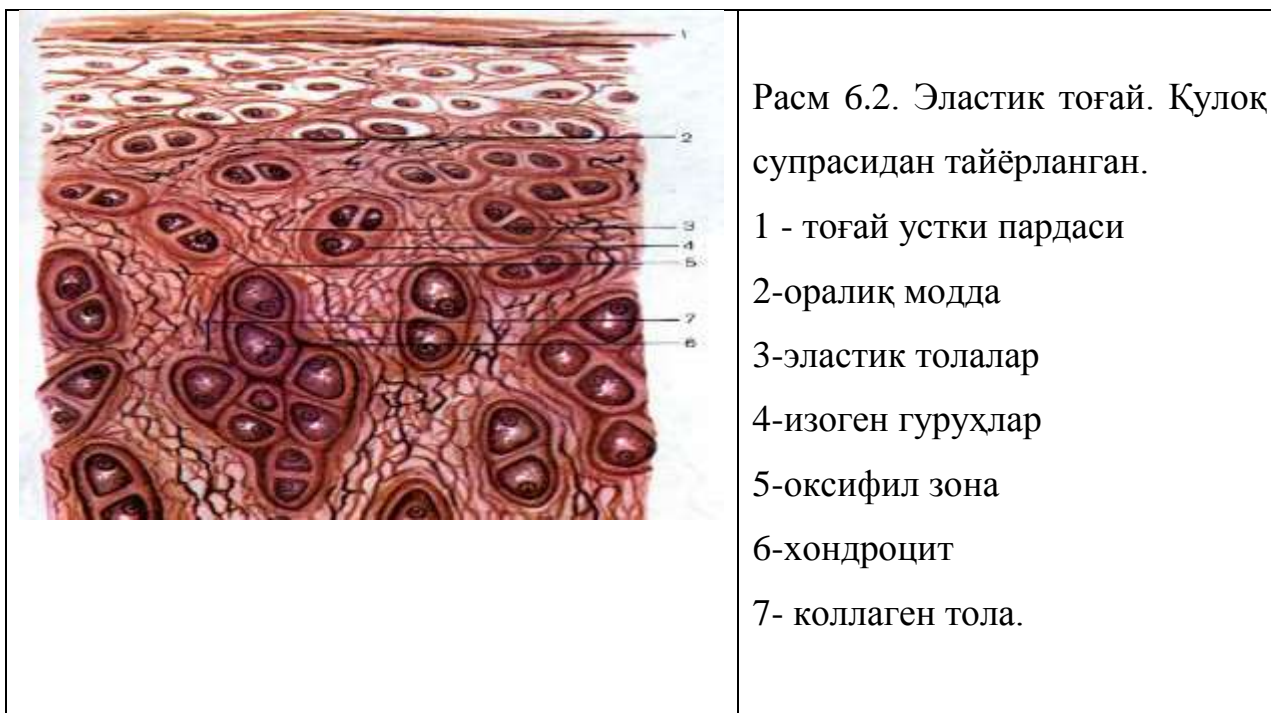 1
2
3
4
5
7
6
Расм 6.2. Эластик тоғай. Қулоқ
супрасидан тайёрланган.
1 - тоғай устки пардаси
2-оралиқ модда
3-эластик толалар
4-изоген гуруҳлар
5-оксифил зона
6-хондроцит
7- коллаген тола.